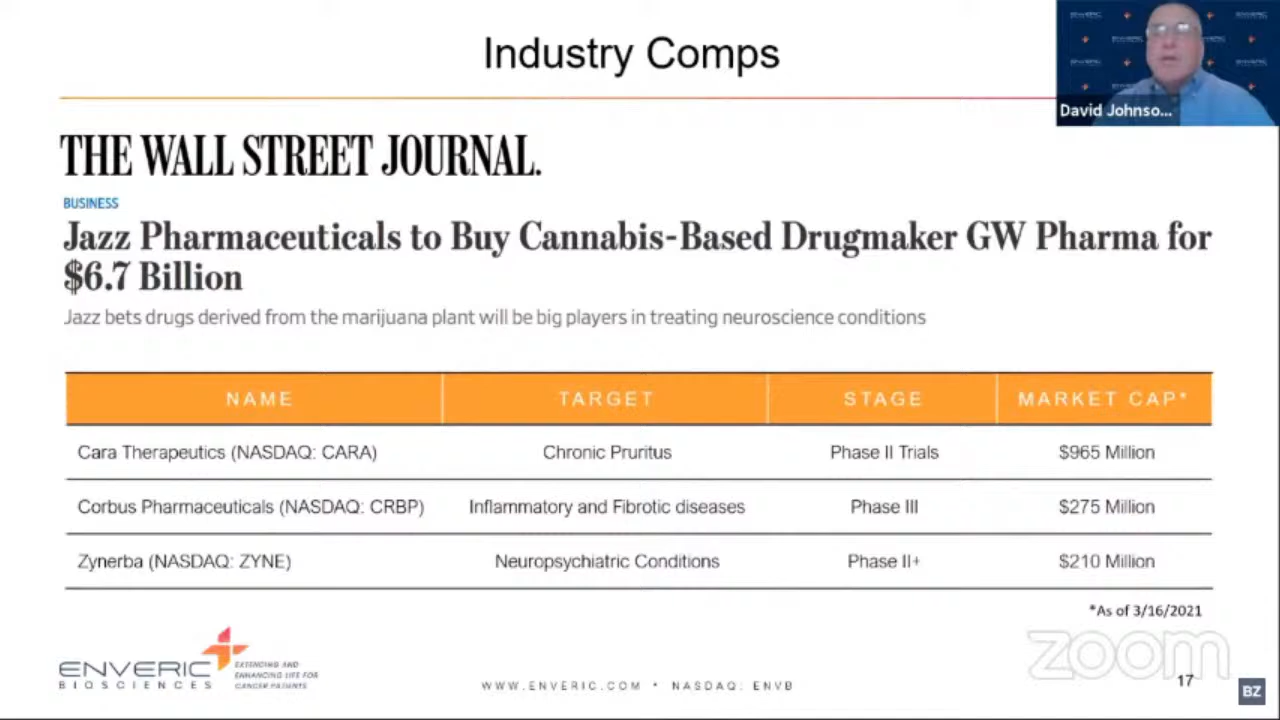 Industry Comps
David Johnso...
THE WALL STREET JOURNAL.
BUSINESS
Jazz Pharmaceuticals to Buy Cannabis-Based Drugmaker GW Pharma for
$6.7 Billion
Jazz bets drugs derived from the marijuana plant will be big players in treating neuroscience conditions
NAME TARGET STAGE MARKET CAP*
Cara Therapeutics (NASDAQ: CARA) Chronic Pruritus Phase II Trials $965 Million
Corbus Pharmaceuticals (NASDAQ: CRBP) Inflammatory and Fibrotic diseases Phase III $275 Million
Zynerba (NASDAQ: ZYNE) Neuropsychiatric Conditions Phase II+ $210 Million
*As of 3/16/2021
ENVERIC
BIOSCIENCES
EXTENDING AND
ENHANCING LIFE FOR
CANCER PATIENTS
WWW.ENVERIC.COM • NASDAQ: ENVB
zoom
17
BZ